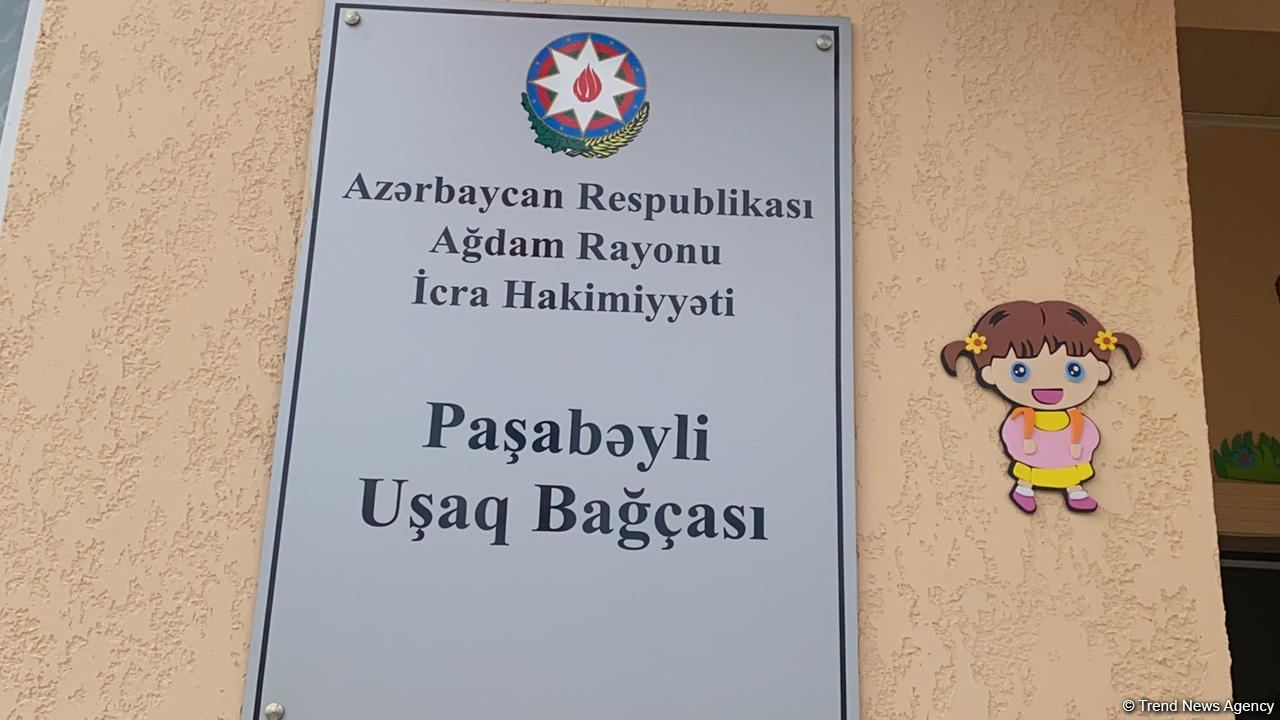 Azərbaycan Respublikası
Ağdam Rayonu
İcra Hakimiyyəti
Paşabəyli
Uşaq Bağçası
© Trend News Agency